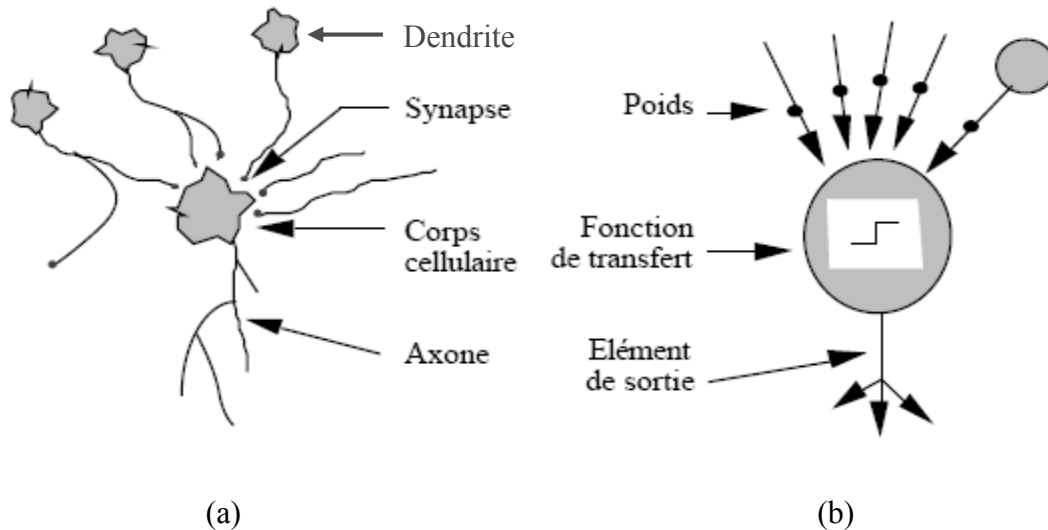 Dendrite
Synapse
Corps
cellulaire
Axone
Poids
Fonction
de transfert
Elément
de sortie
(a)
(b)